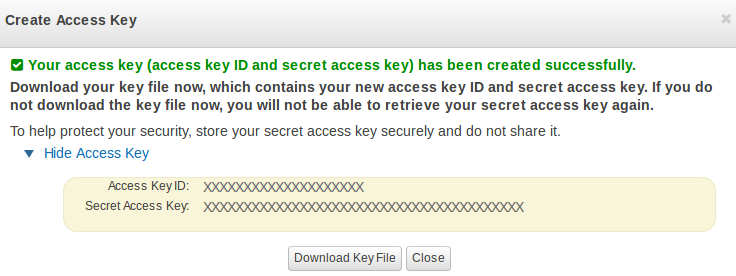 Create Access Key
Your access key (access key ID and secret access key) has been created successfully.
Download your key file now, which contains your new access key ID and secret access key. If you do
not download the key file now, you will not be able to retrieve your secret access key again.
To help protect your security, store your secret access key securely and do not share it.
Hide Access Key
Access Key ID: XXXXXXXXXXXXXXXXXXXX
Secret Access Key: XXXXXXXXXXXXXXXXXXXXXXXXXXXXXXXXXXXXXXXX
Download Key File Close